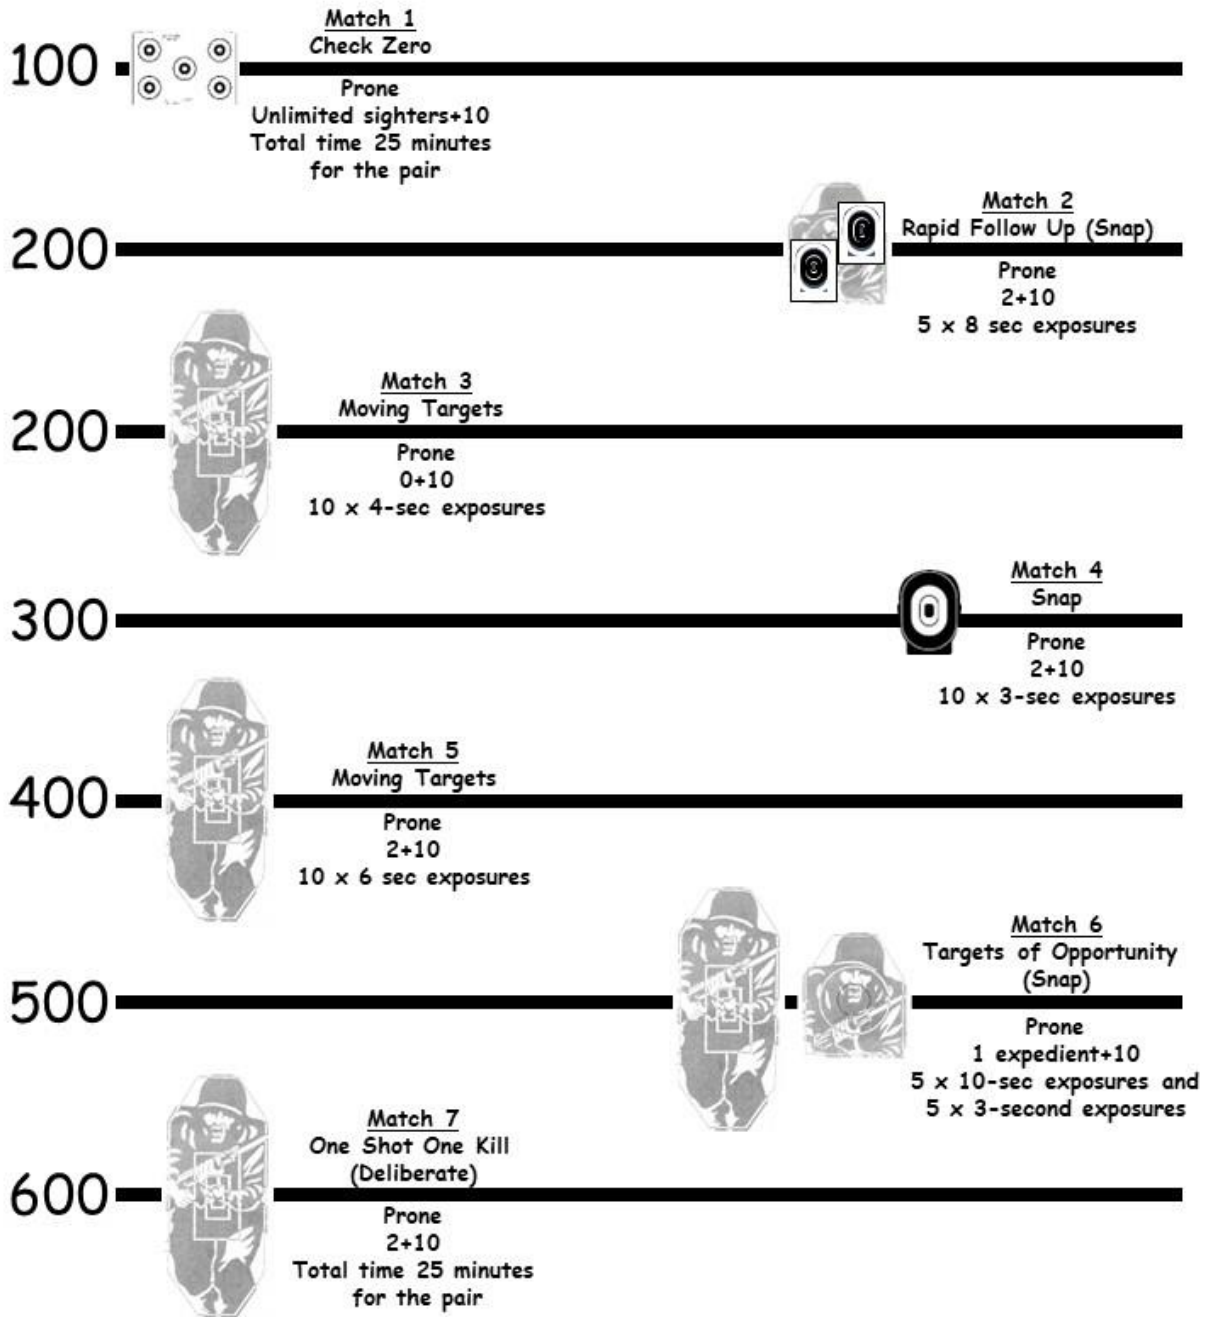 Match 1
Check Zero
100
Prone
Unlimited sighters+10
Total time 25 minutes
for the pair
Match 2
Rapid Follow Up (Snap)
200
Prone
2+10
5 x 8 sec exposures
Match 3
Moving Targets
200
Prone
0+10
10 x 4-sec exposures
Match 4
Snap
300
Prone
2+10
10 x 3-sec exposures
Match 5
Moving Targets
400
Prone
2+10
10 x 6 sec exposures
Match 6
Targets of Opportunity
(Snap)
500
Prone
1 expedient+10
5 x 10-sec exposures and
5 x 3-second exposures
Match 7
One Shot One Kill
(Deliberate)
600
Prone
2+10
Total time 25 minutes
for the pair